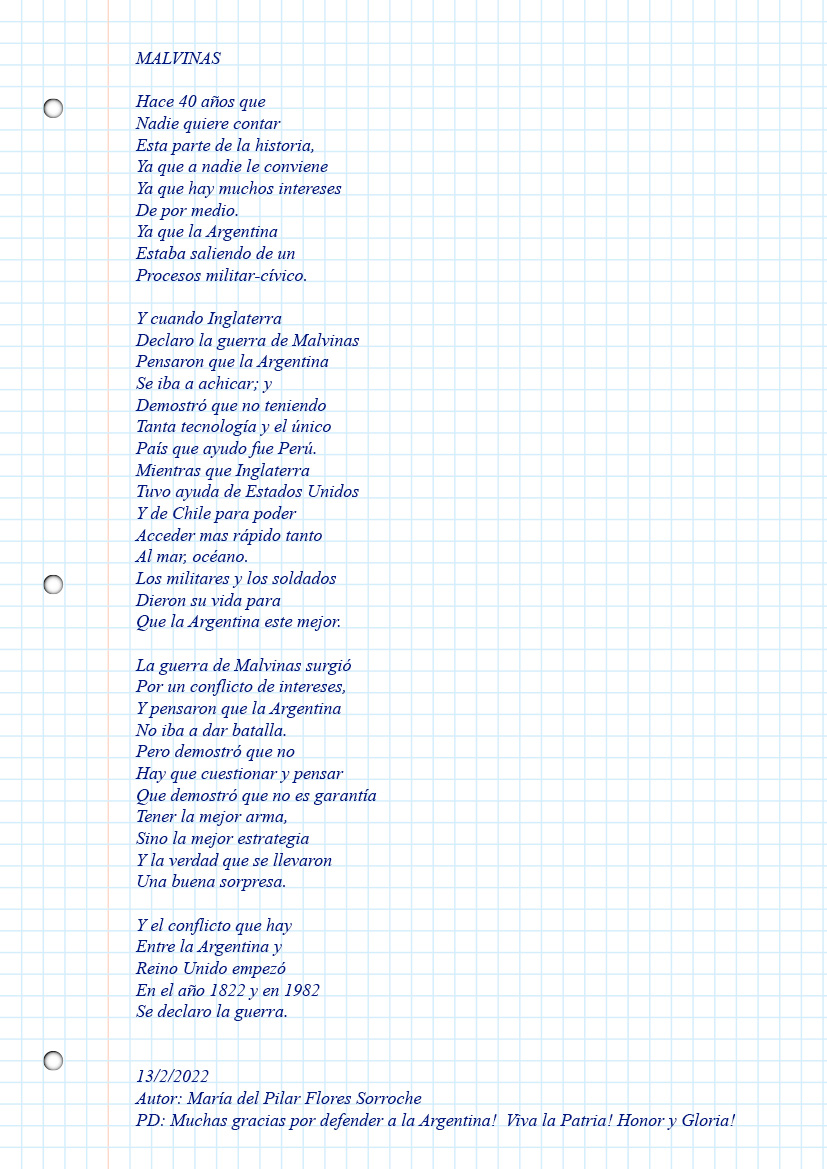 MALVINAS
Hace 40 años que
Nadie quiere contar
Esta parte de la historia,
Ya que a nadie le conviene
Ya que hay muchos intereses
De por medio.
Ya que la Argentina
Estaba saliendo de un
Procesos militar-cívico.
Y cuando Inglaterra
Declaro la guerra de Malvinas
Pensaron que la Argentina
Se iba a achicar; y
Demostró que no teniendo
Tanta tecnología y el único
País que ayudo fue Perú.
Mientras que Inglaterra
Tuvo ayuda de Estados Unidos
Y de Chile para poder
Acceder mas rápido tanto
Al mar, océano.
Los militares y los soldados
Dieron su vida para
Que la Argentina este mejor.
La guerra de Malvinas surgió
Por un conflicto de intereses,
Y pensaron que la Argentina
No iba a dar batalla.
Pero demostró que no
Hay que cuestionar y pensar
Que demostró que no es garantía
Tener la mejor arma,
Sino la mejor estrategia
Y la verdad que se llevaron
Una buena sorpresa.
Y el conflicto que hay
Entre la Argentina y
Reino Unido empezó
En el año 1822 y en 1982
Se declaro la guerra.
13/2/2022
Autor: María del Pilar Flores Sorroche
PD: Muchas gracias por defender a la Argentina!  Viva la Patria! Honor y Gloria!